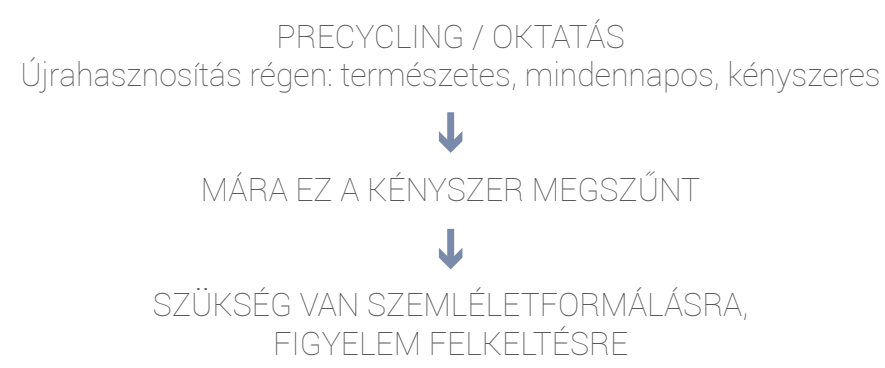 PRECYCLING / OKTATÁS
Újrahasznosítás régen: természetes, mindennapos, kényszeres
MÁRA EZ A KÉNYSZER MEGSZŰNT
SZÜKSÉG VAN SZEMLÉLETFORMÁLÁSRA,
FIGYELEM FELKELTÉSRE